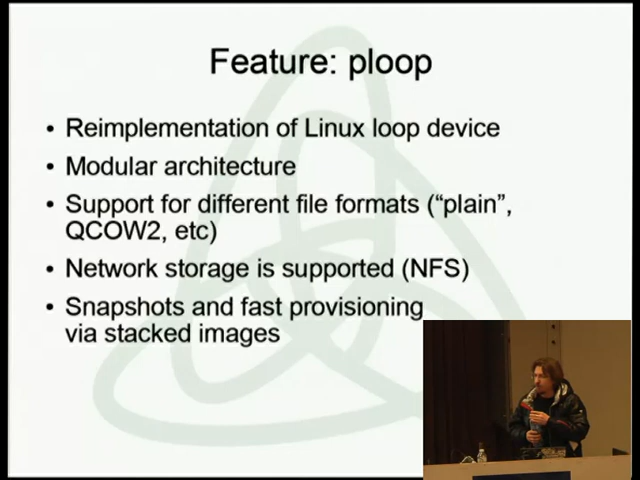 Feature: ploop
• Reimplementation of Linux loop device
• Modular architecture
• Support for different file formats (“plain”,
QCOW2, etc)
• Network storage is supported (NFS)
• Snapshots and fast provisioning
via stacked images